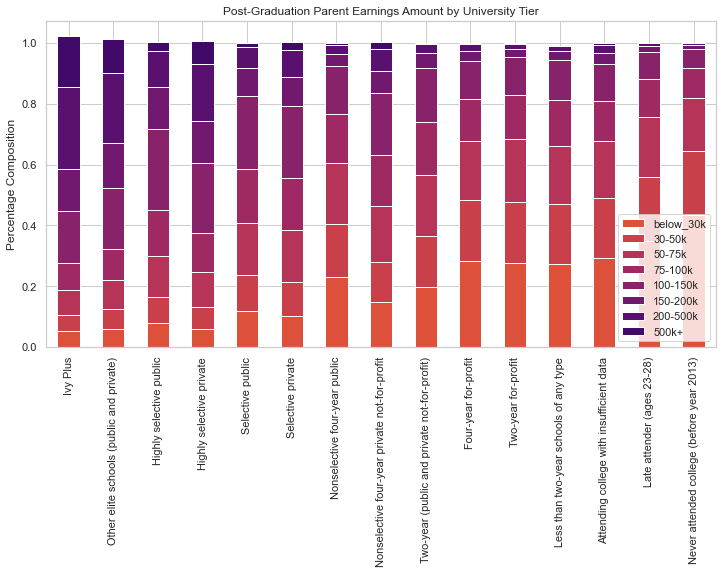 Post-Graduation Parent Earnings Amount by University Tier
Percentage Composition
1.0
0.8
0.6
0.4
0.2
0.0
below_30k
30-50k
50-75k
75-100k
100-150k
150-200k
200-500k
500k+
Ivy Plus
Other elite schools (public and private)
Highly selective public
Highly selective private
Selective public
Selective private
Nonselective four-year public
Nonselective four-year private not-for-profit
Two-year (public and private not-for-profit)
Four-year for-profit
Two-year for-profit
Less than two-year schools of any type
Attending college with insufficient data
Late attender (ages 23-28)
Never attended college (before year 2013)